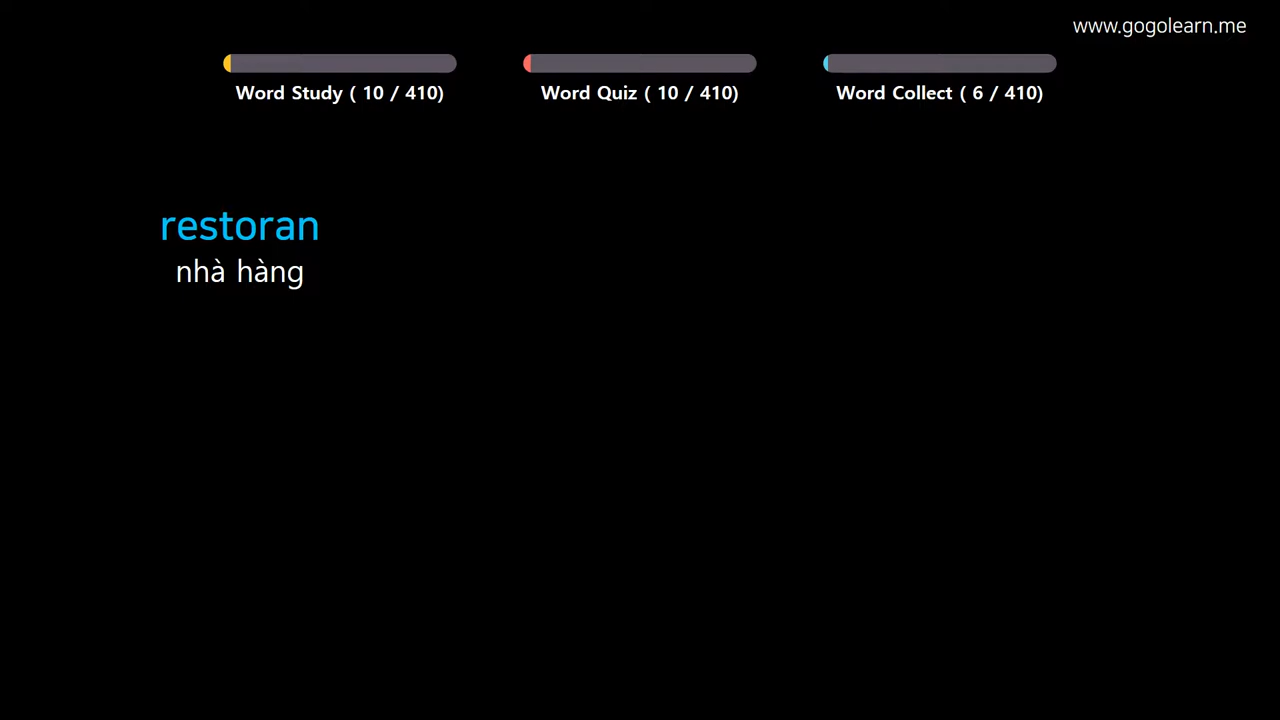 www.gogolearn.me
Word Study ( 10 / 410)
Word Quiz ( 10 / 410)
Word Collect ( 6 / 410)
restoran
nhà hàng